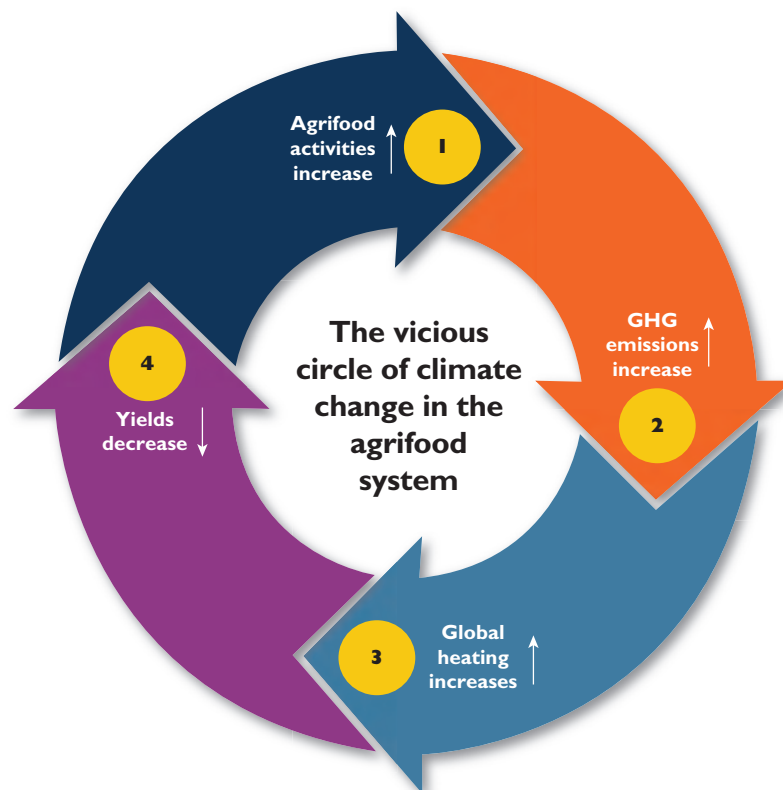 The vicious
circle of climate
change in the
agrifood
system
Agrifood
activities
increase
1
GHG
emissions
increase
2
Global
heating
increases
3
4
Yields
decrease